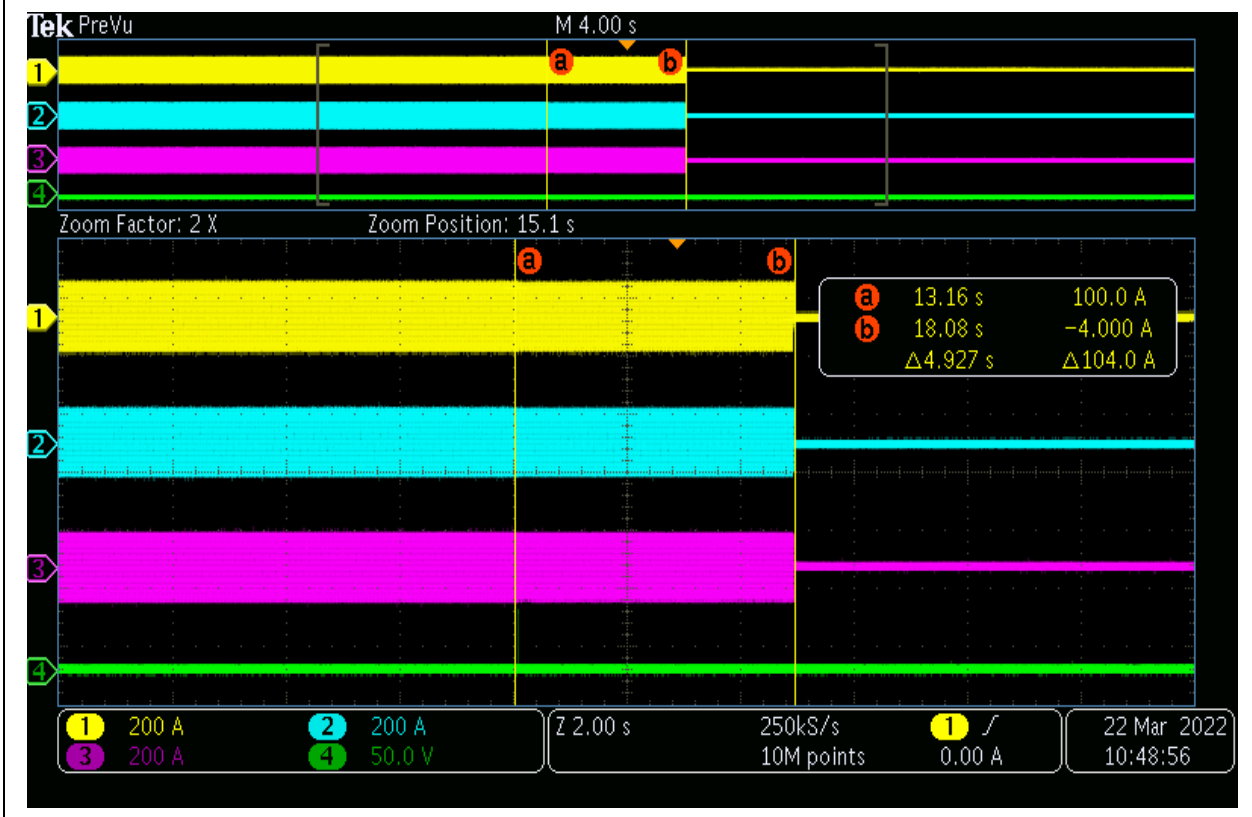 Tek PreVu M 4.00 s
a b
1
2
3
4
Zoom Factor: 2 X Zoom Position: 15.1 s
a b
1
a 13.16 s 100.0 A
b 18.08 s −4.000 A
△4.927 s △104.0 A
2
3
4
1 200 A 2 200 A Z 2.00 s 250kS/s 1 22 Mar 2022
3 200 A 4 50.0 V 10M points 0.00 A 10:48:56